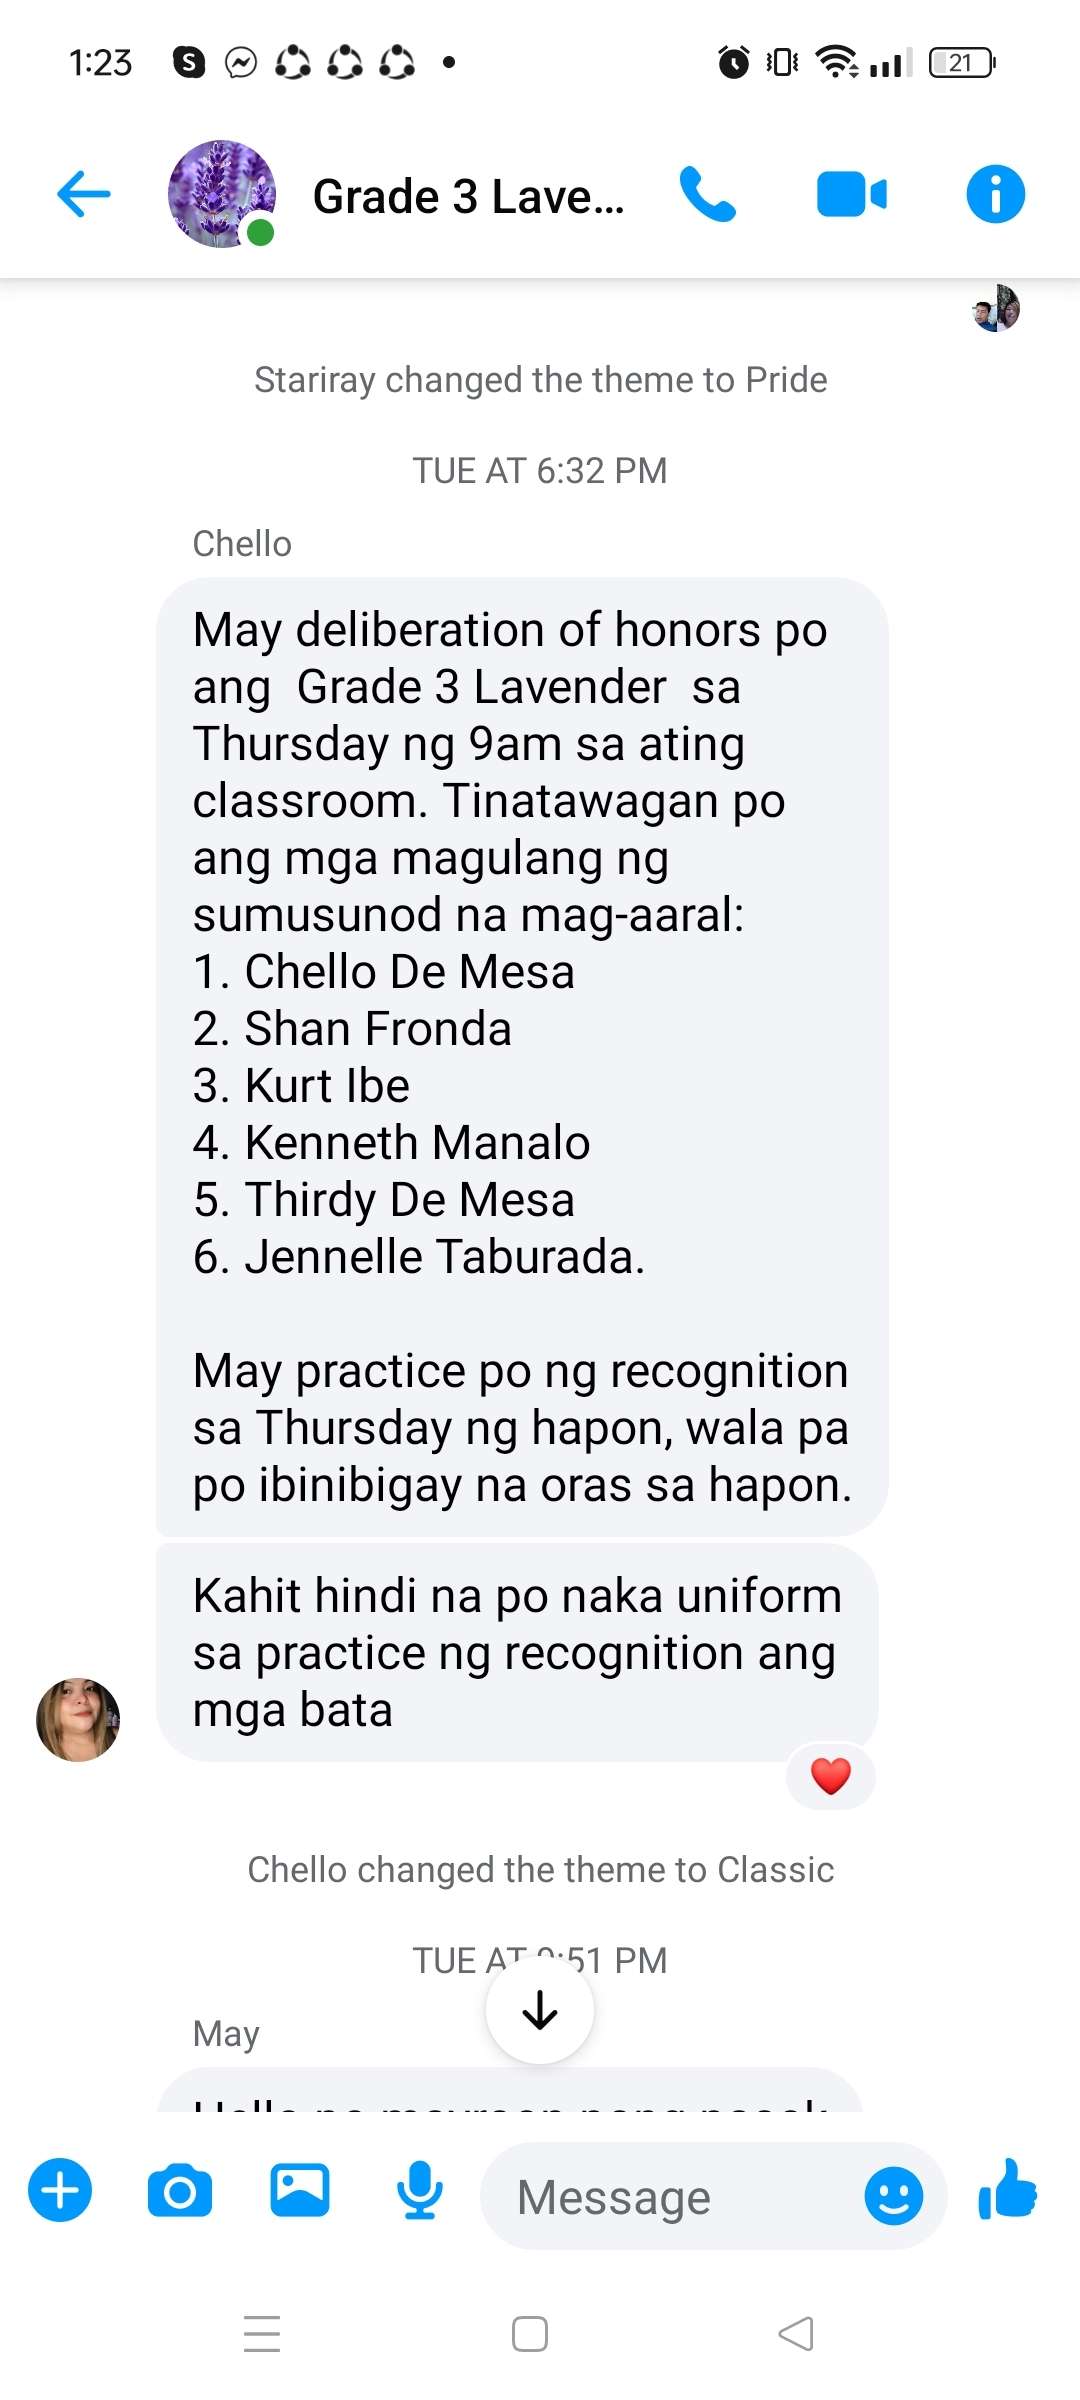 1:23
21
Grade 3 Lave...
Stariray changed the theme to Pride
TUE AT 6:32 PM
Chello
May deliberation of honors po
ang  Grade 3 Lavender  sa
Thursday ng 9am sa ating
classroom. Tinatawagan po
ang mga magulang ng
sumusunod na mag-aaral:
1. Chello De Mesa
2. Shan Fronda
3. Kurt Ibe
4. Kenneth Manalo
5. Thirdy De Mesa
6. Jennelle Taburada.
May practice po ng recognition
sa Thursday ng hapon, wala pa
po ibinibigay na oras sa hapon.
Kahit hindi na po naka uniform
sa practice ng recognition ang
mga bata
Chello changed the theme to Classic
TUE AT :51 PM
May
Message